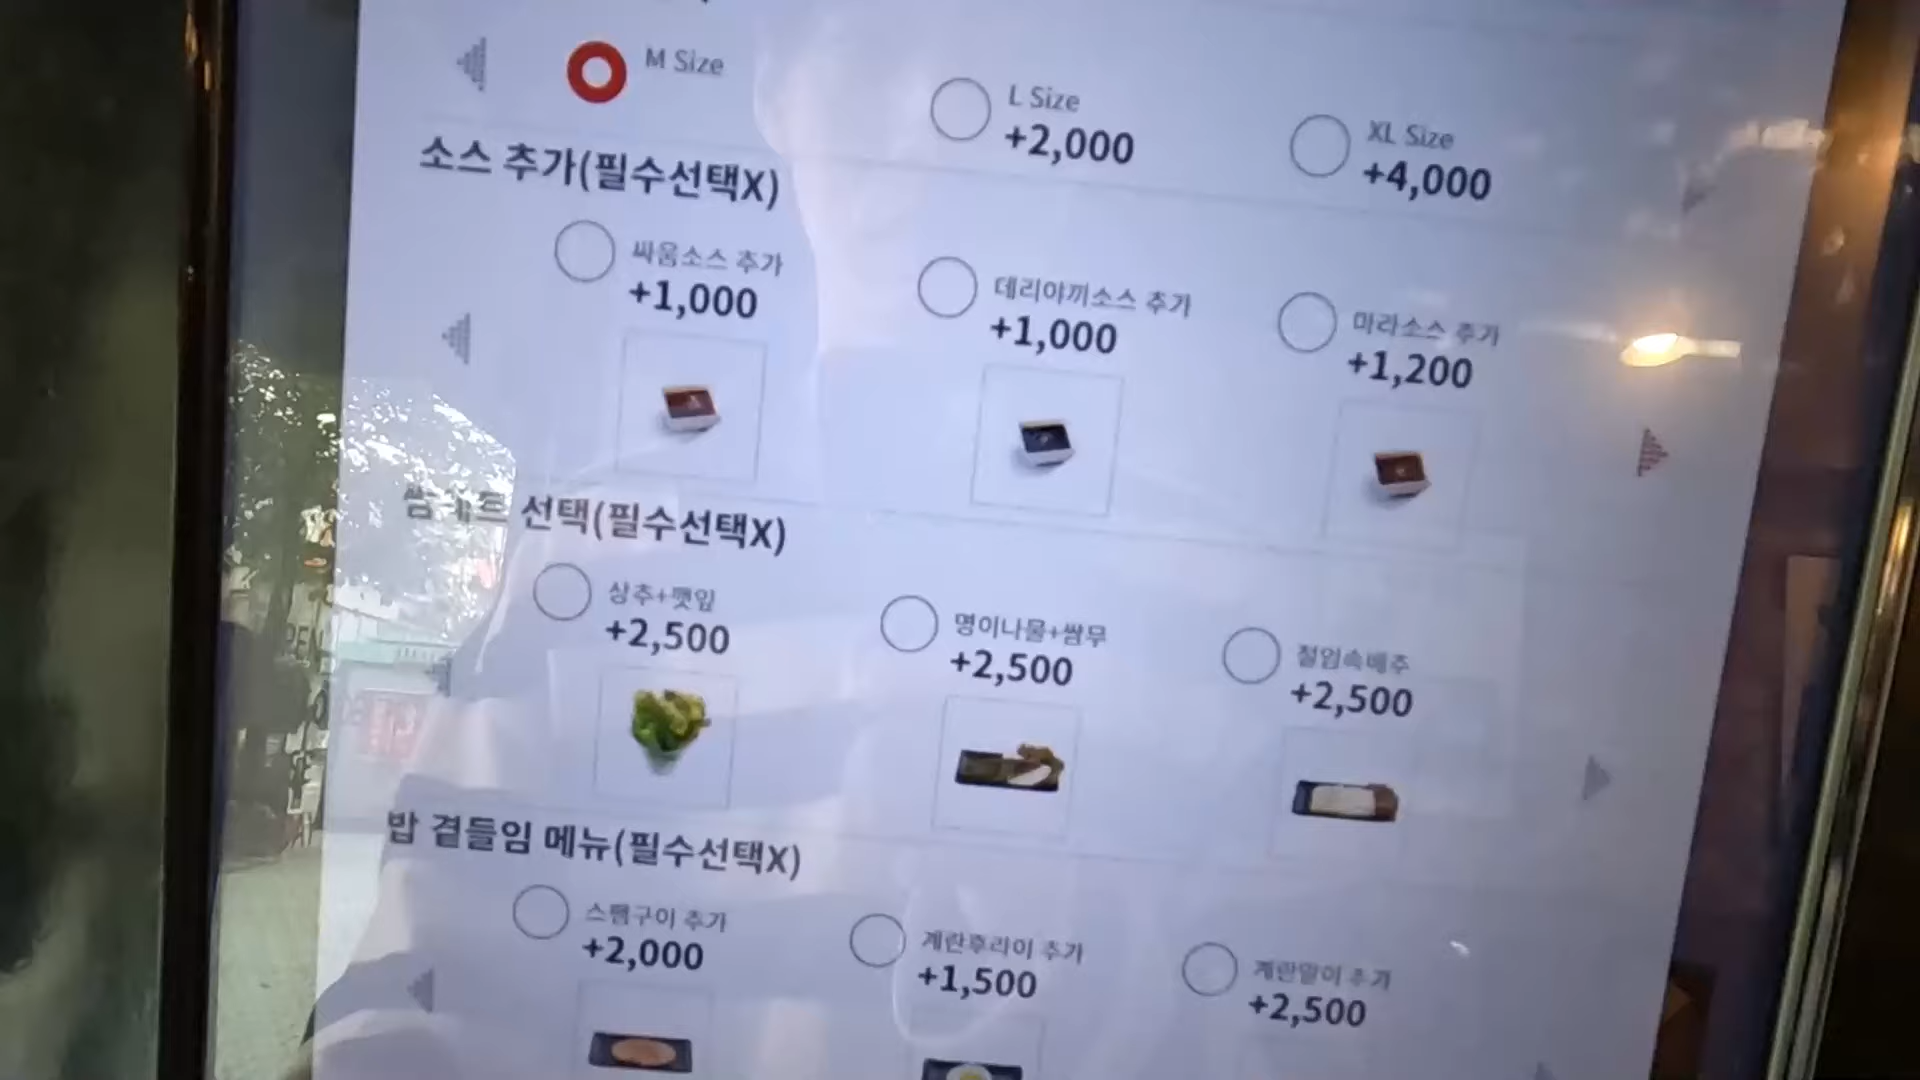 M Size
L Size
+2,000
XL Size
+4,000
소스 추가(필수선택X)
싸움소스 추가
+1,000
데리야끼소스 추가
+1,000
마라소스 추가
+1,200
선택(필수선택X)
상추+깻잎
+2,500
명이나물+쌈무
+2,500
절임속배추
+2,500
밥 곁들임 메뉴(필수선택X)
스팸구이 추가
+2,000
계란후라이 추가
+1,500
계란말이 추가
+2,500